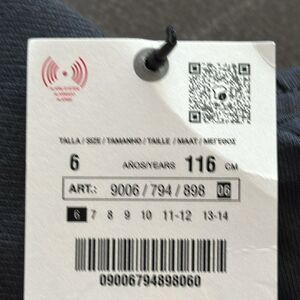 TALLA / SIZE / TAMANHO / TAILLE / MAAT / ΜΕΓΕΘΟΣ
6 AÑOS/YEARS 116 CM
ART.: 9006 / 794 / 898 06
6 7 8 9 10 11-12 13-14
09006794898060